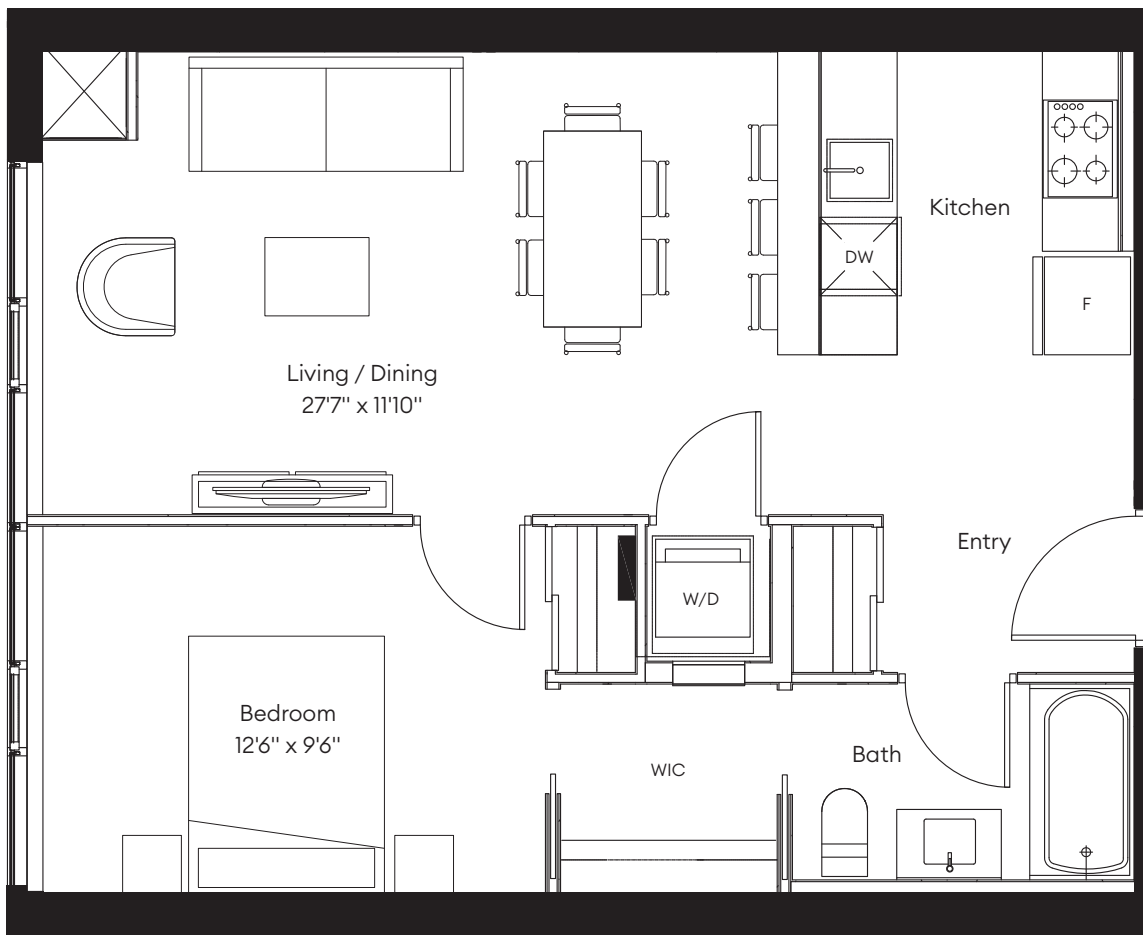 Kitchen
DW
F
Living / Dining
27'7" x 11'10"
Entry
W/D
Bedroom
12'6" x 9'6"
Bath
WIC